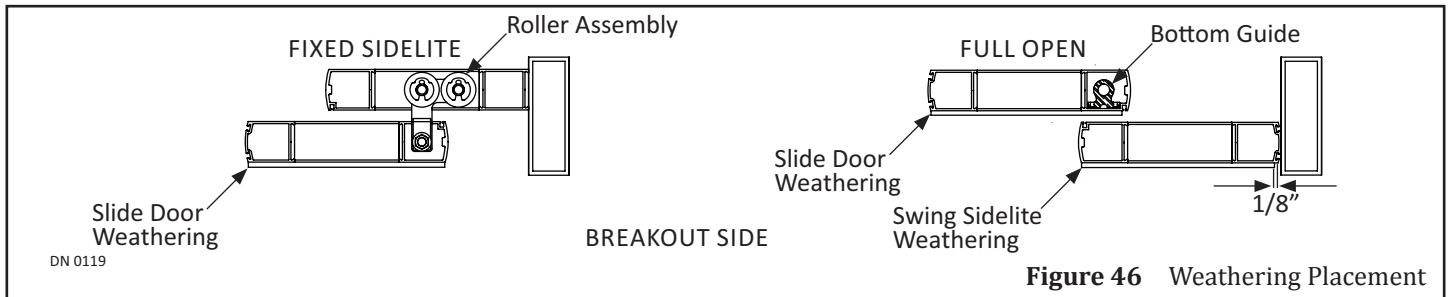 FIXED SIDELITE
Roller Assembly
FULL OPEN
Bottom Guide
Slide Door
Weathering
Slide Door
Weathering
Swing Sidelite
Weathering
1/8”
BREAKOUT SIDE
DN 0119
Figure 46 Weathering Placement